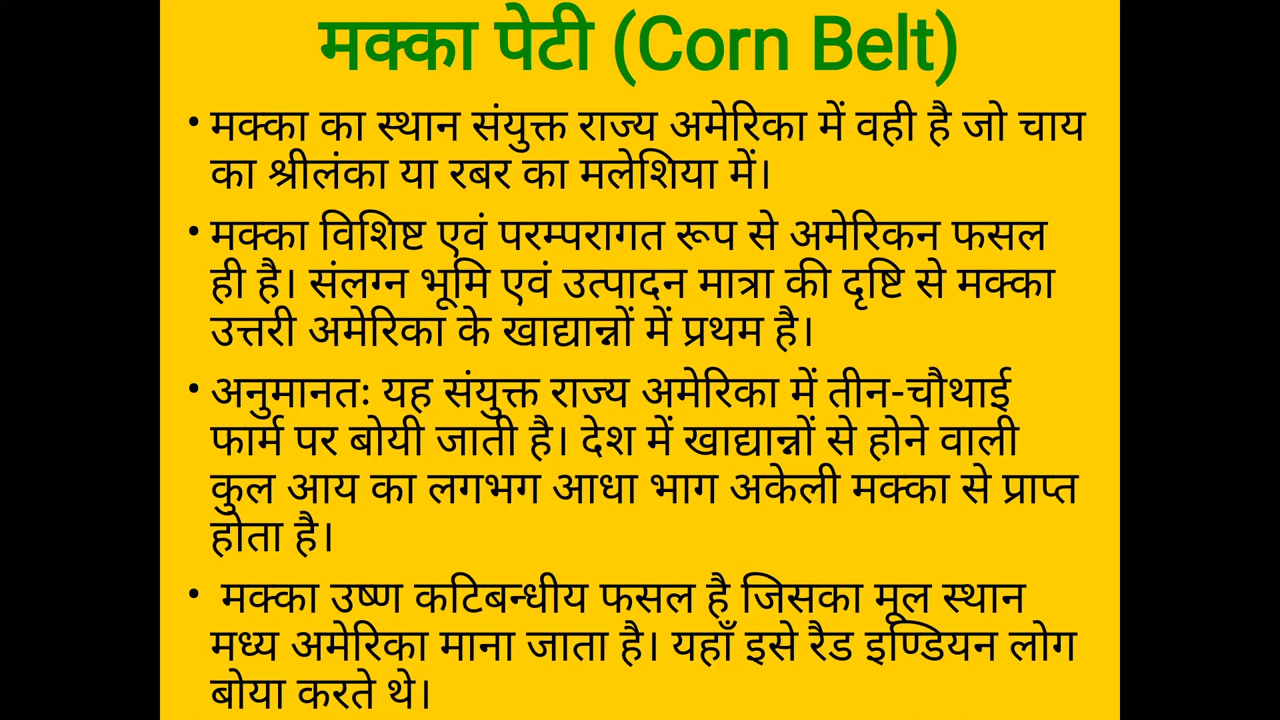 मक्का पेटी (Corn Belt)
• मक्का का स्थान संयुक्त राज्य अमेरिका में वही है जो चाय
का श्रीलंका या रबर का मलेशिया में।
• मक्का विशिष्ट एवं परम्परागत रूप से अमेरिकन फसल
ही है। संलग्न भूमि एवं उत्पादन मात्रा की दृष्टि से मक्का
उत्तरी अमेरिका के खाद्यान्नों में प्रथम है।
• अनुमानतः यह संयुक्त राज्य अमेरिका में तीन-चौथाई
फार्म पर बोयी जाती है। देश में खाद्यान्नों से होने वाली
कुल आय का लगभग आधा भाग अकेली मक्का से प्राप्त
होता है।
• मक्का उष्ण कटिबन्धीय फसल है जिसका मूल स्थान
मध्य अमेरिका माना जाता है। यहाँ इसे रैड इण्डियन लोग
बोया करते थे।